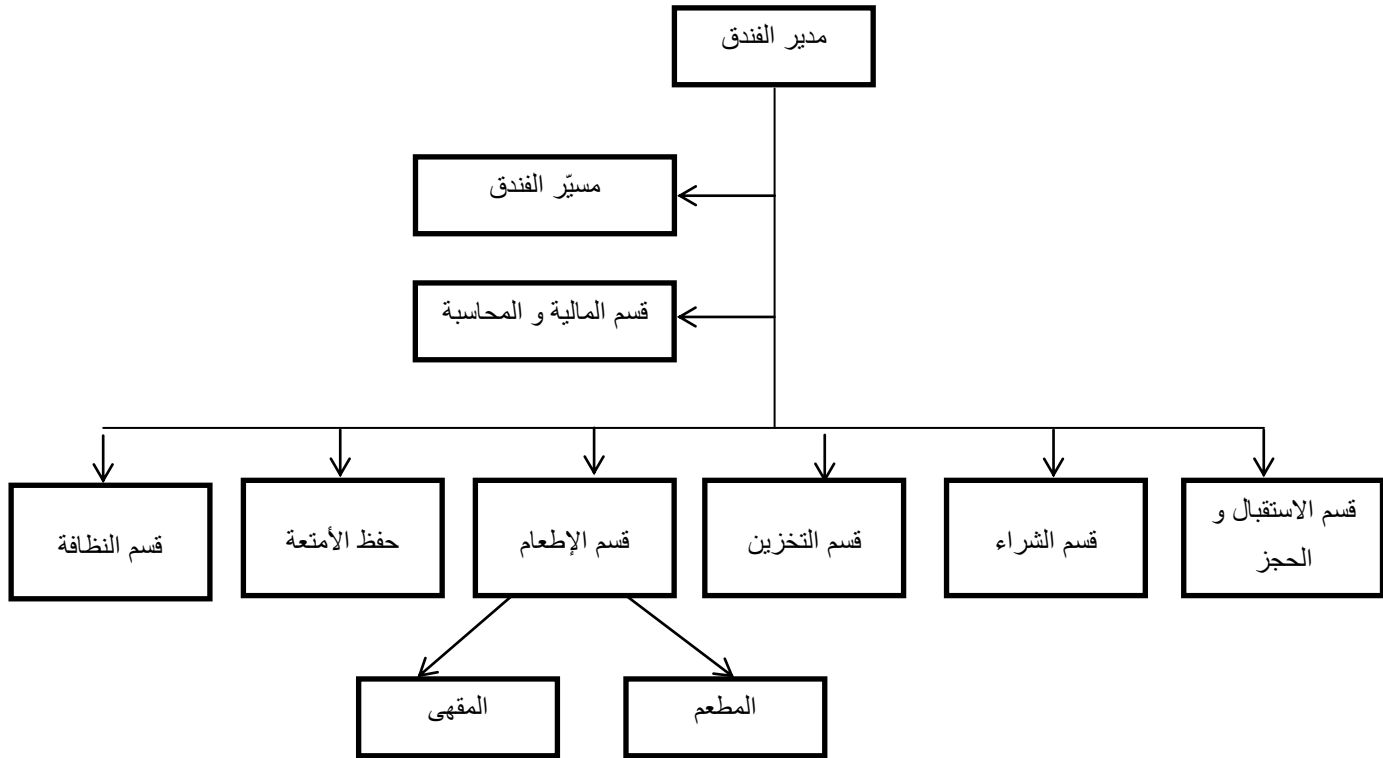 مدير الفندق
مسيّر الفندق
قسم المالية و المحاسبة
قسم الاستقبال و
الحجز
قسم الشراء
قسم التخزين
قسم الإطعام
حفظ الأمتعة
قسم النظافة
المطعم
المقهى